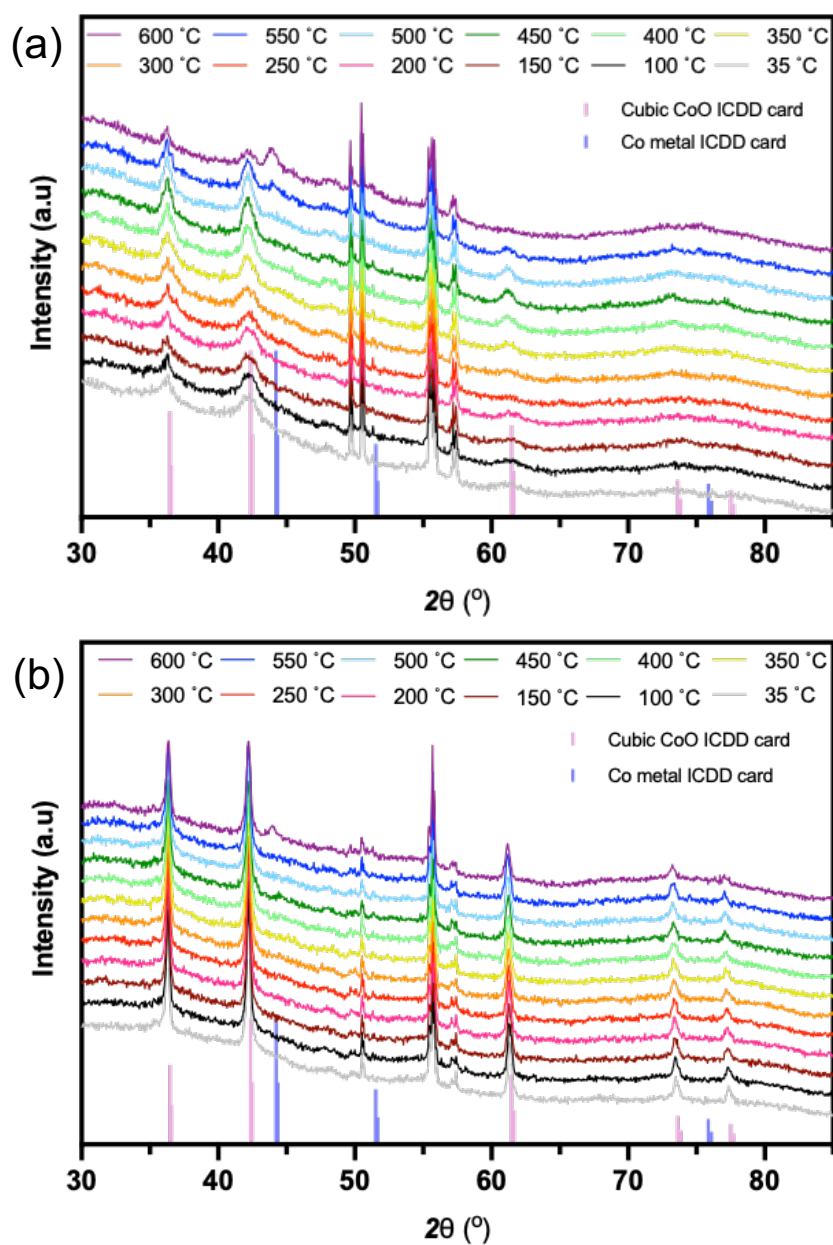 (a)
600 ˚C 550 ˚C 500 ˚C 450 ˚C 400 ˚C 350 ˚C
300 ˚C 250 ˚C 200 ˚C 150 ˚C 100 ˚C 35 ˚C
Cubic CoO ICDD card
Co metal ICDD card
Intensity (a.u)
30 40 50 60 70 80
2θ (º)
(b)
600 ˚C 550 ˚C 500 ˚C 450 ˚C 400 ˚C 350 ˚C
300 ˚C 250 ˚C 200 ˚C 150 ˚C 100 ˚C 35 ˚C
Cubic CoO ICDD card
Co metal ICDD card
Intensity (a.u)
30 40 50 60 70 80
2θ (º)